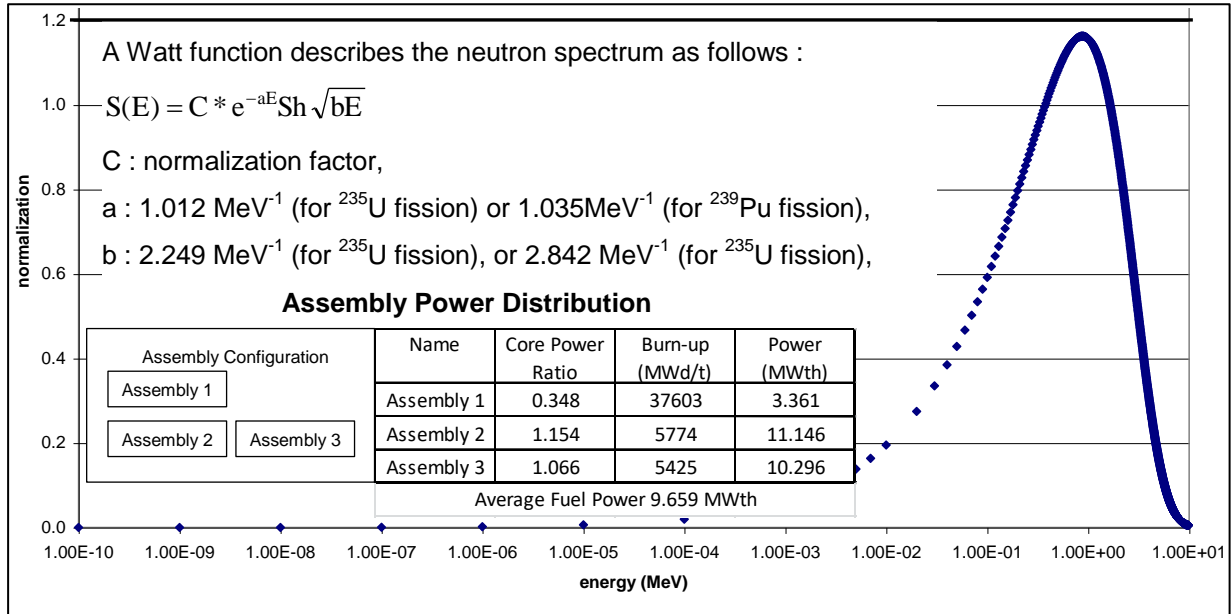 A Watt function describes the neutron spectrum as follows :
S(E) = C * e^{-aE} Sh √bE
C : normalization factor,
a : 1.012 MeV⁻¹ (for ²³⁵U fission) or 1.035MeV⁻¹ (for ²³⁹Pu fission),
b : 2.249 MeV⁻¹ (for ²³⁵U fission), or 2.842 MeV⁻¹ (for ²³⁵U fission),
Assembly Power Distribution
Assembly Configuration
Assembly 1
Assembly 2 Assembly 3
Name Core Power Ratio Burn-up (MWd/t) Power (MWth)
Assembly 1 0.348 37603 3.361
Assembly 2 1.154 5774 11.146
Assembly 3 1.066 5425 10.296
Average Fuel Power 9.659 MWth
normalization
1.2
1.0
0.8
0.6
0.4
0.2
0.0
1.00E-10 1.00E-09 1.00E-08 1.00E-07 1.00E-06 1.00E-05 1.00E-04 1.00E-03 1.00E-02 1.00E-01 1.00E+00 1.00E+01
energy (MeV)